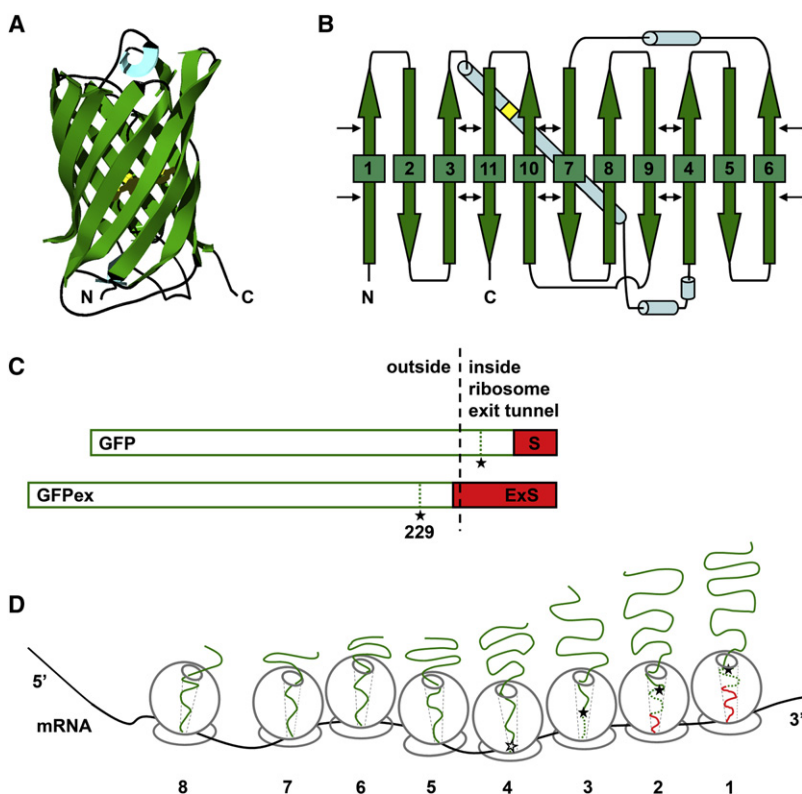 A
N
C
B
1 2 3 11 10 7 8 9 4 5 6
N C
C
outside inside
ribosome
exit tunnel
GFP S
GFPex ExS
229
D
5'
mRNA
3'
8 7 6 5 4 3 2 1